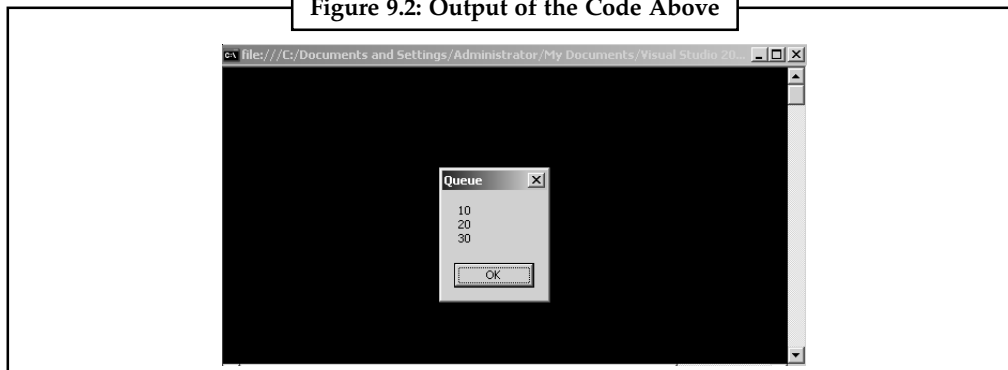 Figure 9.2: Output of the Code Above
file:///C:/Documents and Settings/Administrator/My Documents/Visual Studio 20...
Queue
10
20
30
OK